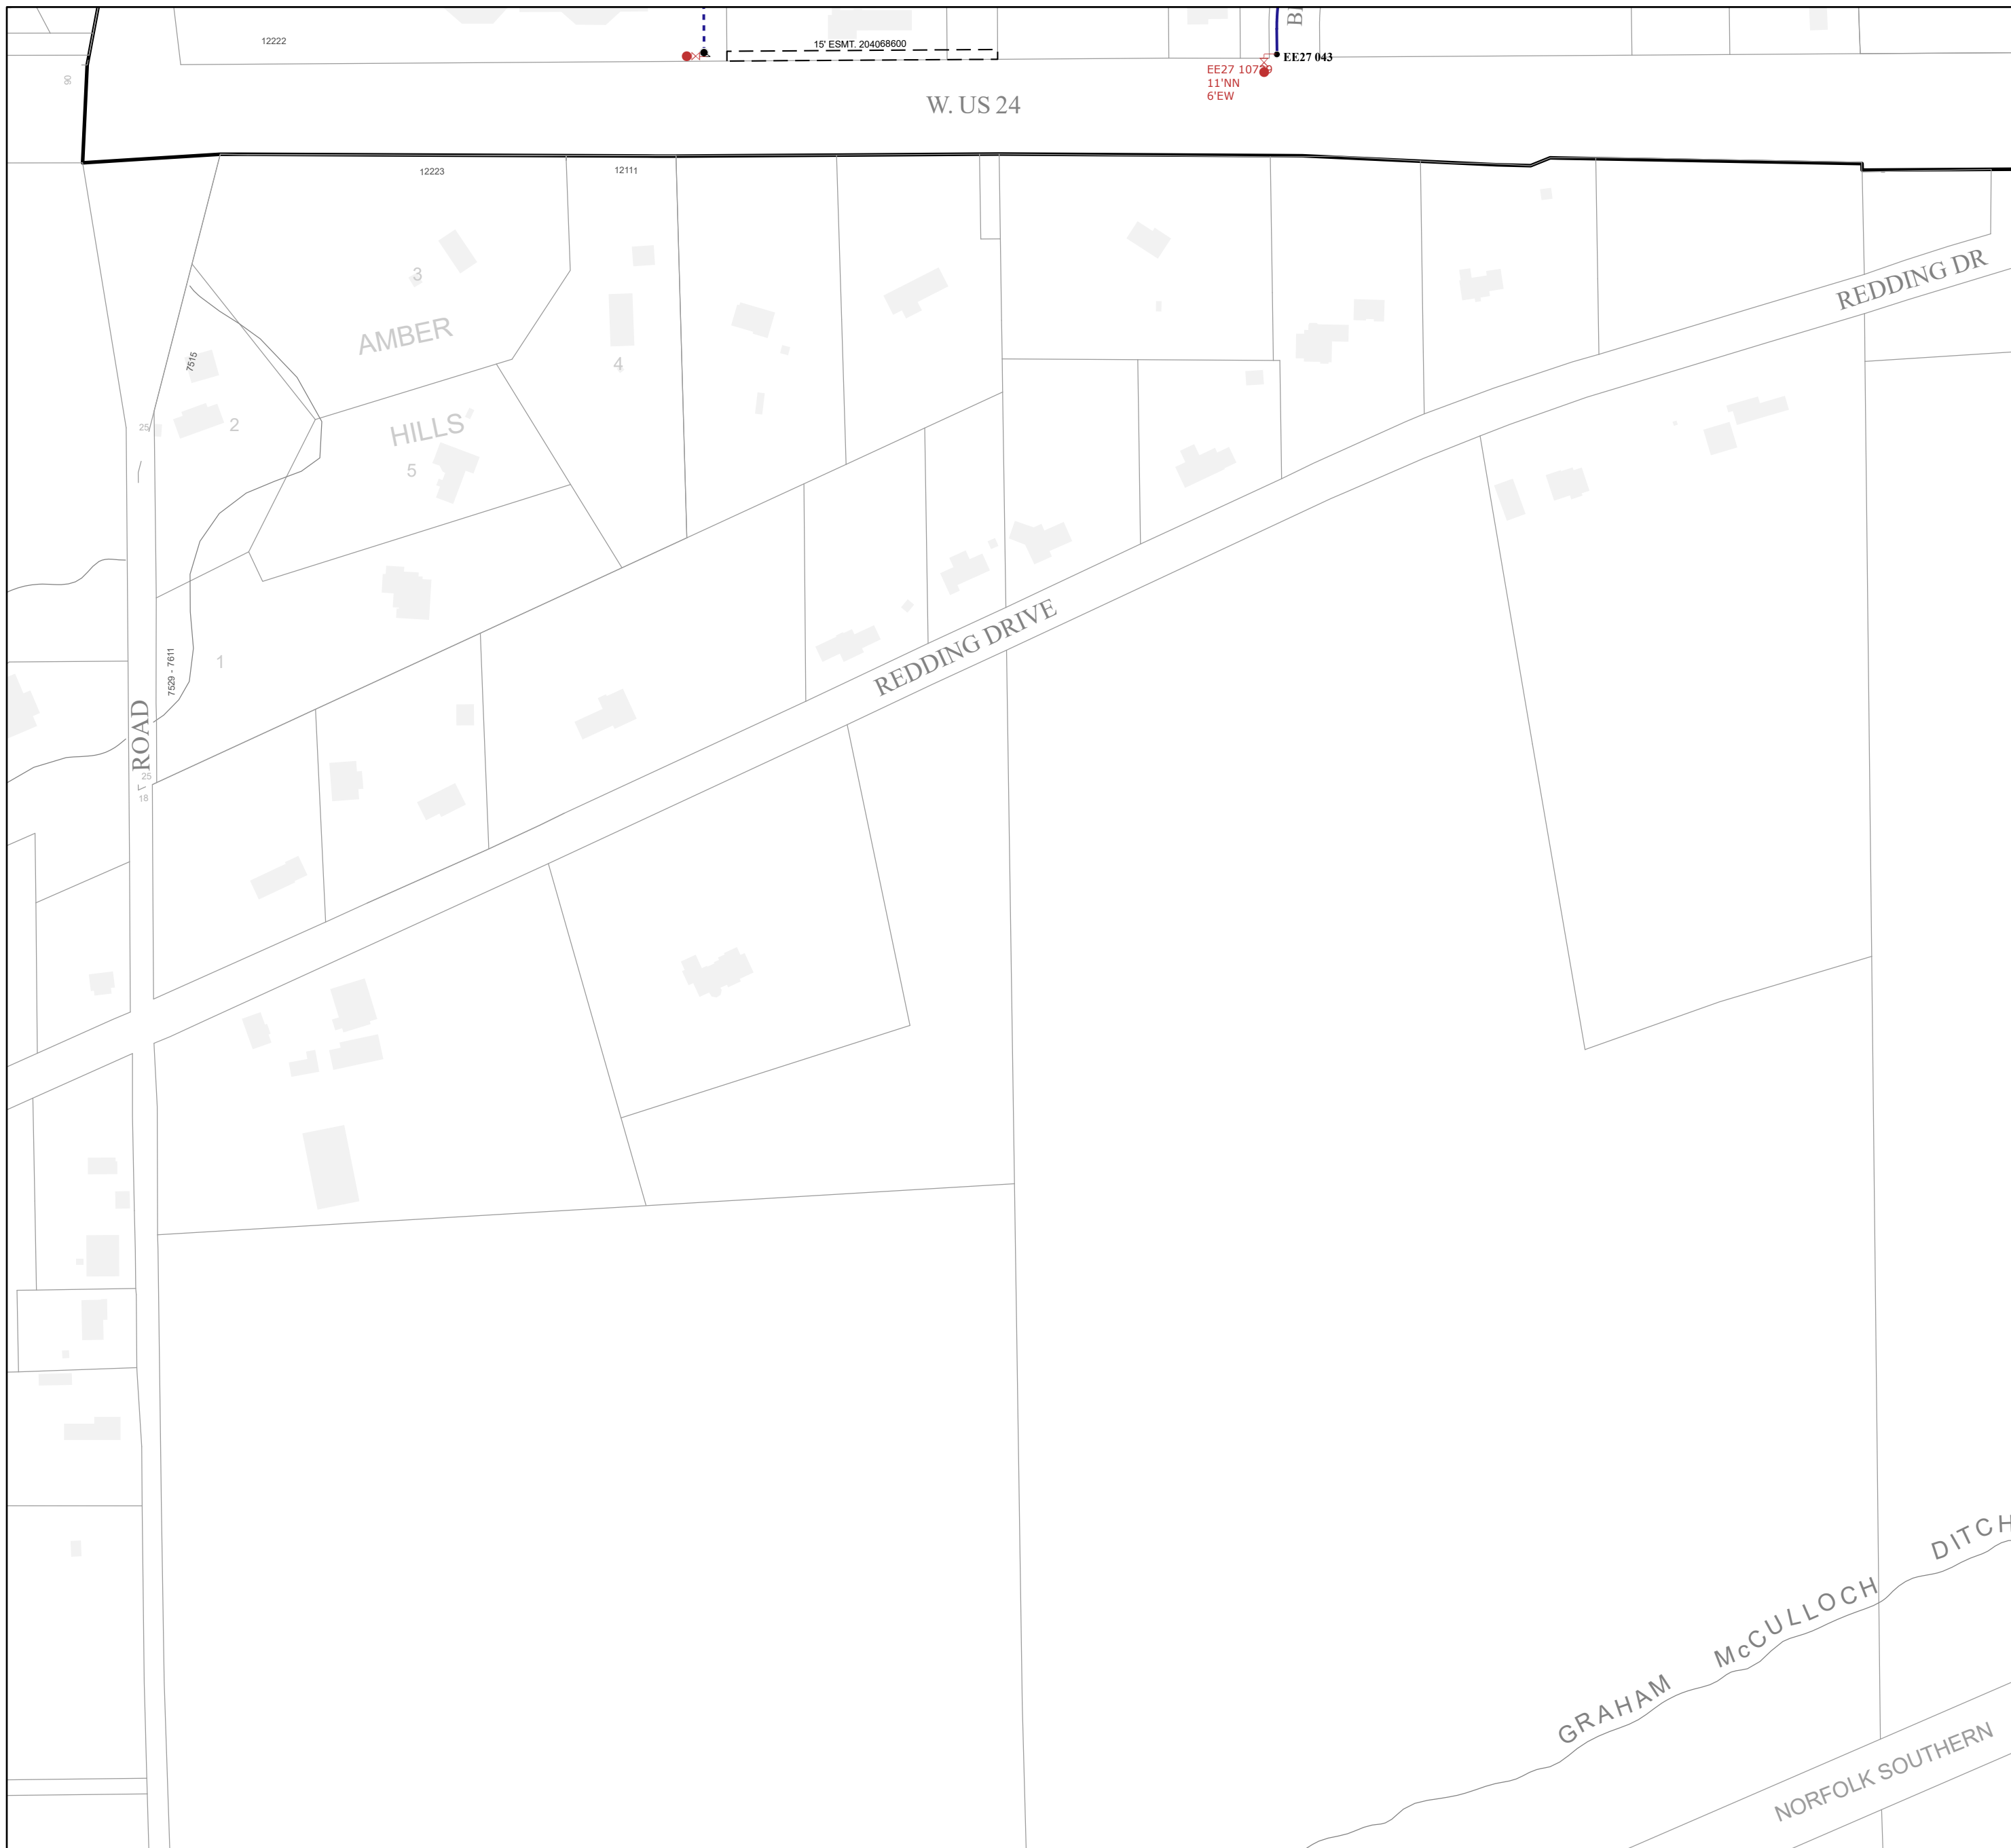 12222
15' ESMT. 204068600
EE27 043
EE27 107
11'NN
6'EW
W. US 24
12223
12111
REDDING DR
3
AMBER
7515
4
HILLS
25
2
5
REDDING DRIVE
1
7529 - 7611
ROAD
25
18
DITCH
McCULLOCH
GRAHAM
NORFOLK SOUTHERN